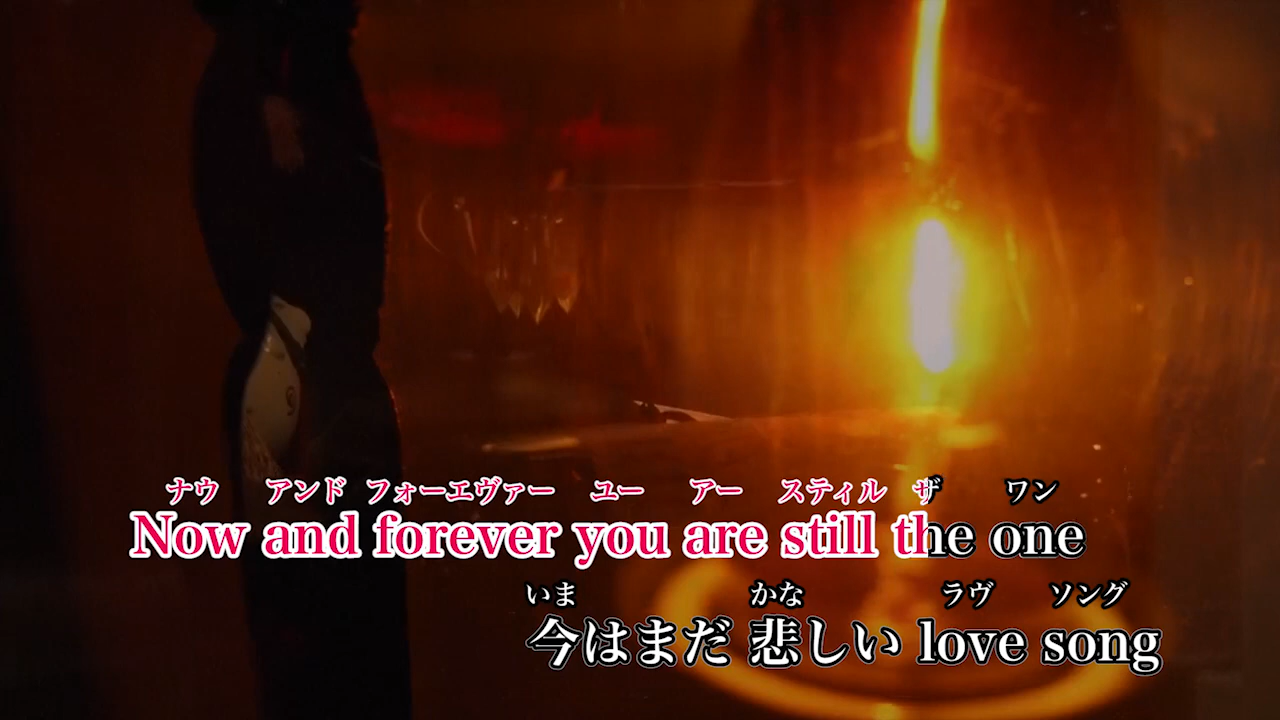 ナウ アンド フォーエヴァー ユー アー スティル ザ ワン
Now and forever you are still the one
いま かな ラヴ ソング
今はまだ 悲しい love song